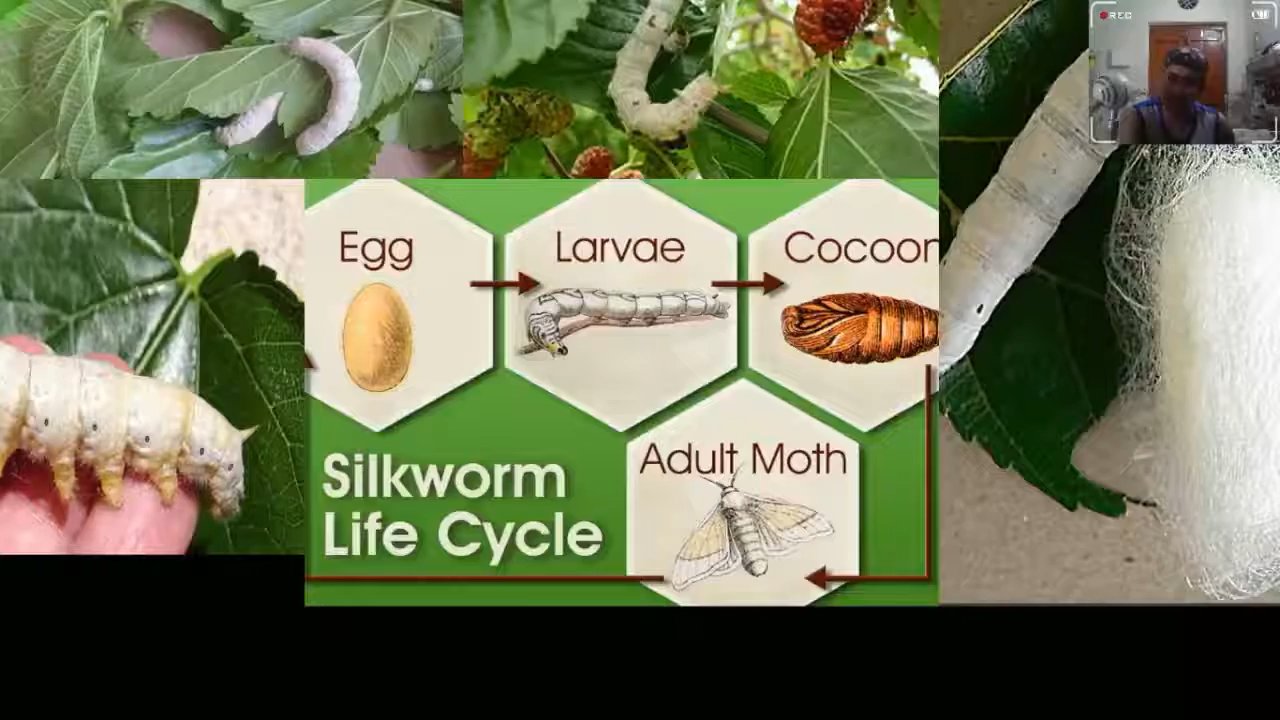 REC
Egg
Larvae
Cocoon
Adult Moth
Silkworm
Life Cycle